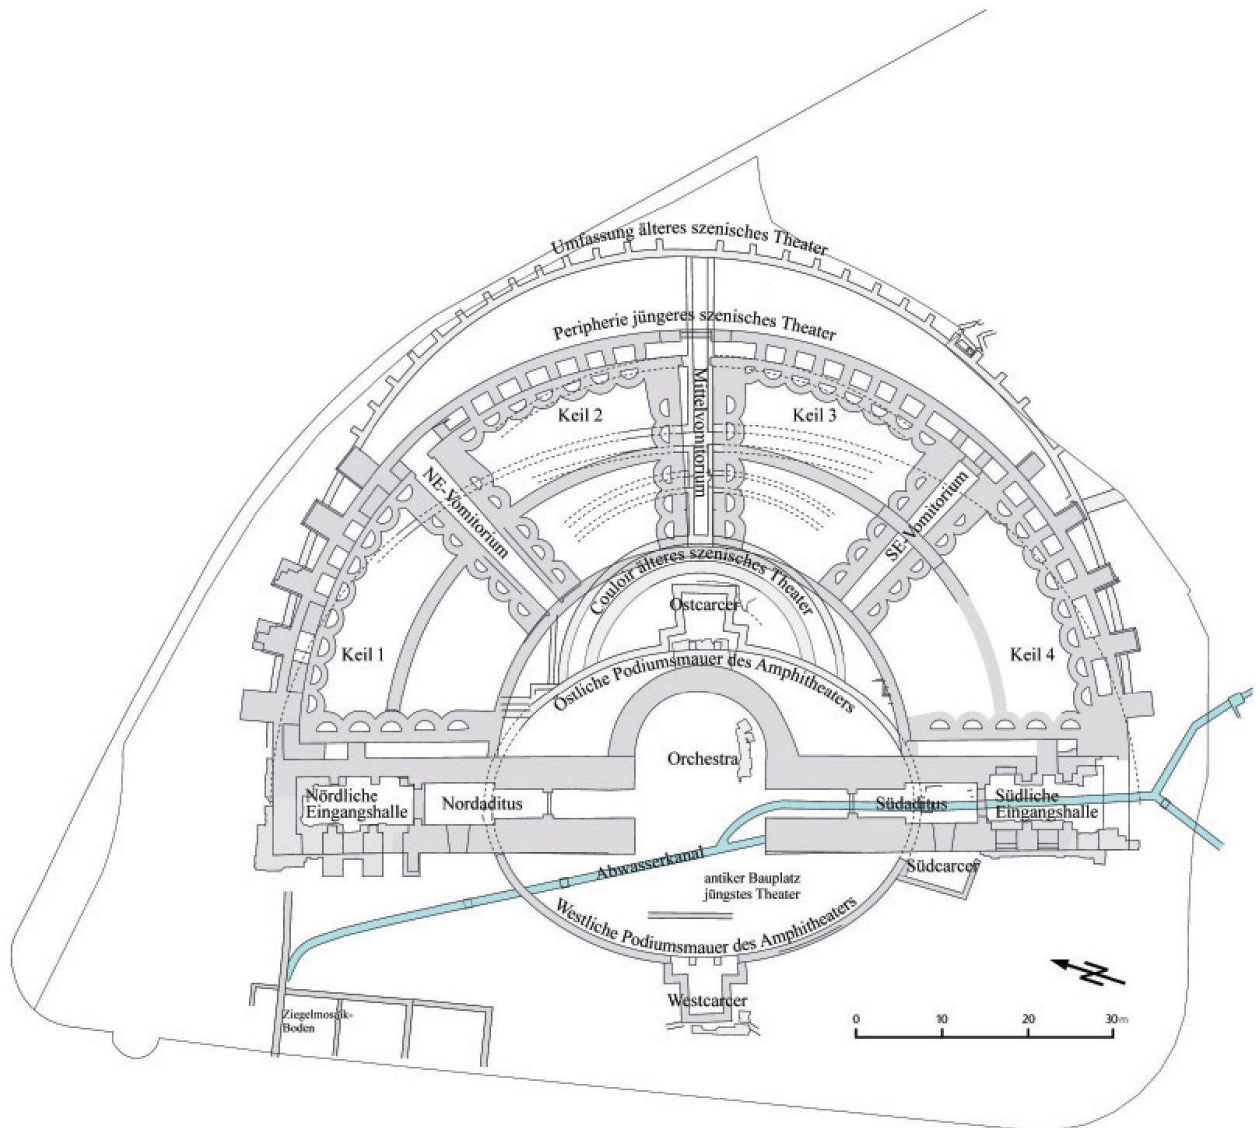 Umfassung älteres szenisches Theater
Peripherie jüngeres szenisches Theater
Keil 2
Mittelvomitorium
Keil 3
NE-Vomitorium
SE-Vomitorium
Couloir älteres szenisches Theater
Ostcarcer
Keil 1
Keil 4
Östliche Podiumsmauer des Amphitheaters
Orchestra
Nördliche
Eingangshalle
Nordaditus
Südaditus
Südliche
Eingangshalle
Abwasserkanal
Südcarcer
antiker Bauplatz
jüngstes Theater
Westliche Podiumsmauer des Amphitheaters
Westcarcer
N
Ziegelmosaik-
Boden
0 10 20 30m